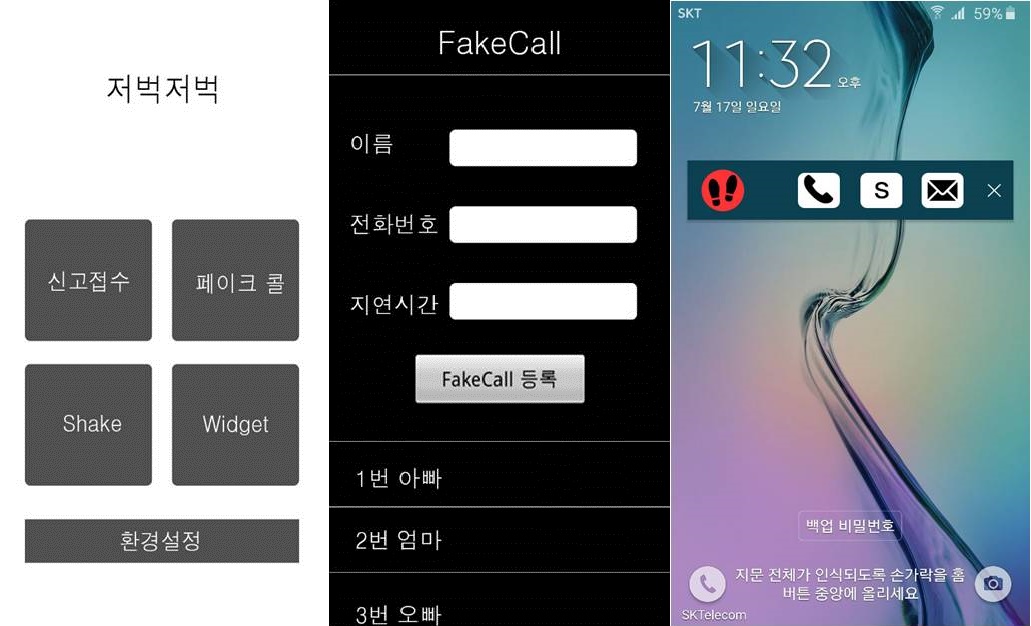 저벅저벅
신고접수
페이크 콜
Shake
Widget
환경설정
FakeCall
이름
전화번호
지연시간
FakeCall 등록
1번 아빠
2번 엄마
3번 오빠
SKT
59%
11:32 오후
7월 17일 일요일
S
백업 비밀번호
지문 전체가 인식되도록 손가락을 홈
버튼 중앙에 올리세요
SKTelecom